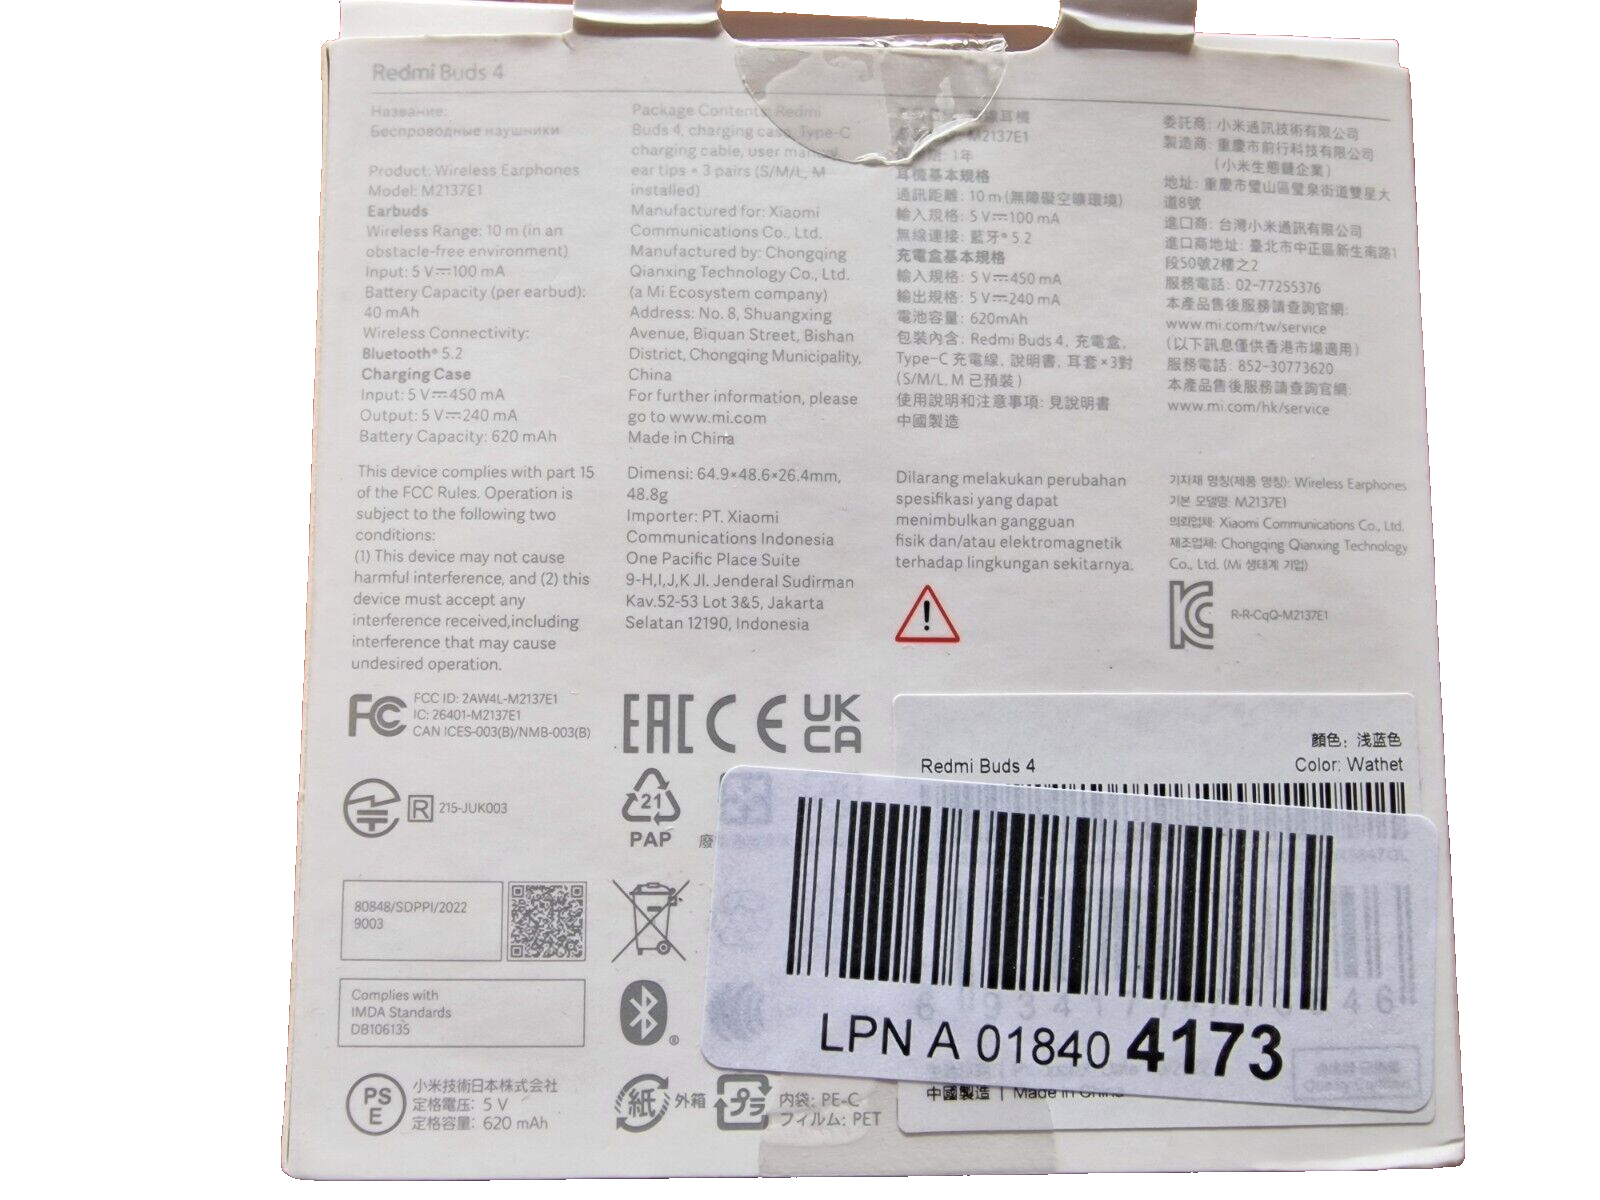 Redmi Buds 4
Название:
Беспроводные наушники
Product: Wireless Earphones
Model: M2137E1
Earbuds
Wireless Range: 10 m (in an
obstacle-free environment)
Input: 5 V⎓100 mA
Battery Capacity (per earbud):
40 mAh
Wireless Connectivity:
Bluetooth® 5.2
Charging Case
Input: 5 V⎓450 mA
Output: 5 V⎓240 mA
Battery Capacity: 620 mAh
Package Contents: Redmi
Buds 4, charging case, Type-C
charging cable, user manual,
ear tips × 3 pairs (S/M/L, M
installed)
Manufactured for: Xiaomi
Communications Co., Ltd.
Manufactured by: Chongqing
Qianxing Technology Co., Ltd.
(a Mi Ecosystem company)
Address: No. 8, Shuangxing
Avenue, Biquan Street, Bishan
District, Chongqing Municipality,
China
For further information, please
go to www.mi.com
Made in China
耳機
M2137E1
1年
耳機基本規格
通訊距離: 10 m (無障礙空曠環境)
輸入規格: 5 V⎓100 mA
無線連接: 藍牙® 5.2
充電盒基本規格
輸入規格: 5 V⎓450 mA
輸出規格: 5 V⎓240 mA
電池容量: 620mAh
包裝內含: Redmi Buds 4, 充電盒,
Type-C 充電線, 說明書, 耳套×3對
(S/M/L, M 已預裝)
使用說明和注意事項: 見說明書
中國製造
委託商: 小米通訊技術有限公司
製造商: 重慶市前行科技有限公司
(小米生態鏈企業)
地址: 重慶市璧山區璧泉街道雙星大
道8號
進口商: 台灣小米通訊有限公司
進口商地址: 臺北市中正區新生南路1
段50號2樓之2
服務電話: 02-77255376
本產品售後服務請查詢官網:
www.mi.com/tw/service
(以下訊息僅供香港市場適用)
服務電話: 852-30773620
本產品售後服務請查詢官網:
www.mi.com/hk/service
This device complies with part 15
of the FCC Rules. Operation is
subject to the following two
conditions:
(1) This device may not cause
harmful interference, and (2) this
device must accept any
interference received,including
interference that may cause
undesired operation.
Dimensi: 64.9×48.6×26.4mm,
48.8g
Importer: PT. Xiaomi
Communications Indonesia
One Pacific Place Suite
9-H,I,J,K Jl. Jenderal Sudirman
Kav.52-53 Lot 3&5, Jakarta
Selatan 12190, Indonesia
Dilarang melakukan perubahan
spesifikasi yang dapat
menimbulkan gangguan
fisik dan/atau elektromagnetik
terhadap lingkungan sekitarnya.
기자재 명칭(제품 명칭): Wireless Earphones
기본 모델명: M2137E1
의뢰업체: Xiaomi Communications Co., Ltd.
제조업체: Chongqing Qianxing Technology
Co., Ltd. (Mi 생태계 기업)
R-R-CqQ-M2137E1
FC
FCC ID: 2AW4L-M2137E1
IC: 26401-M2137E1
CAN ICES-003(B)/NMB-003(B)
EAC CE UK
CA
R 215-JUK003
21
PAP
廢
80848/SDPPI/2022
9003
Complies with
IMDA Standards
DB106135
PS
E
小米技術日本株式会社
定格電圧: 5 V
定格容量: 620 mAh
紙 外箱
プラ 内袋: PE-C
フィルム: PET
顏色: 浅蓝色
Redmi Buds 4
Color: Wathet
LPN A 01840 4173
中國製造 | Made in China